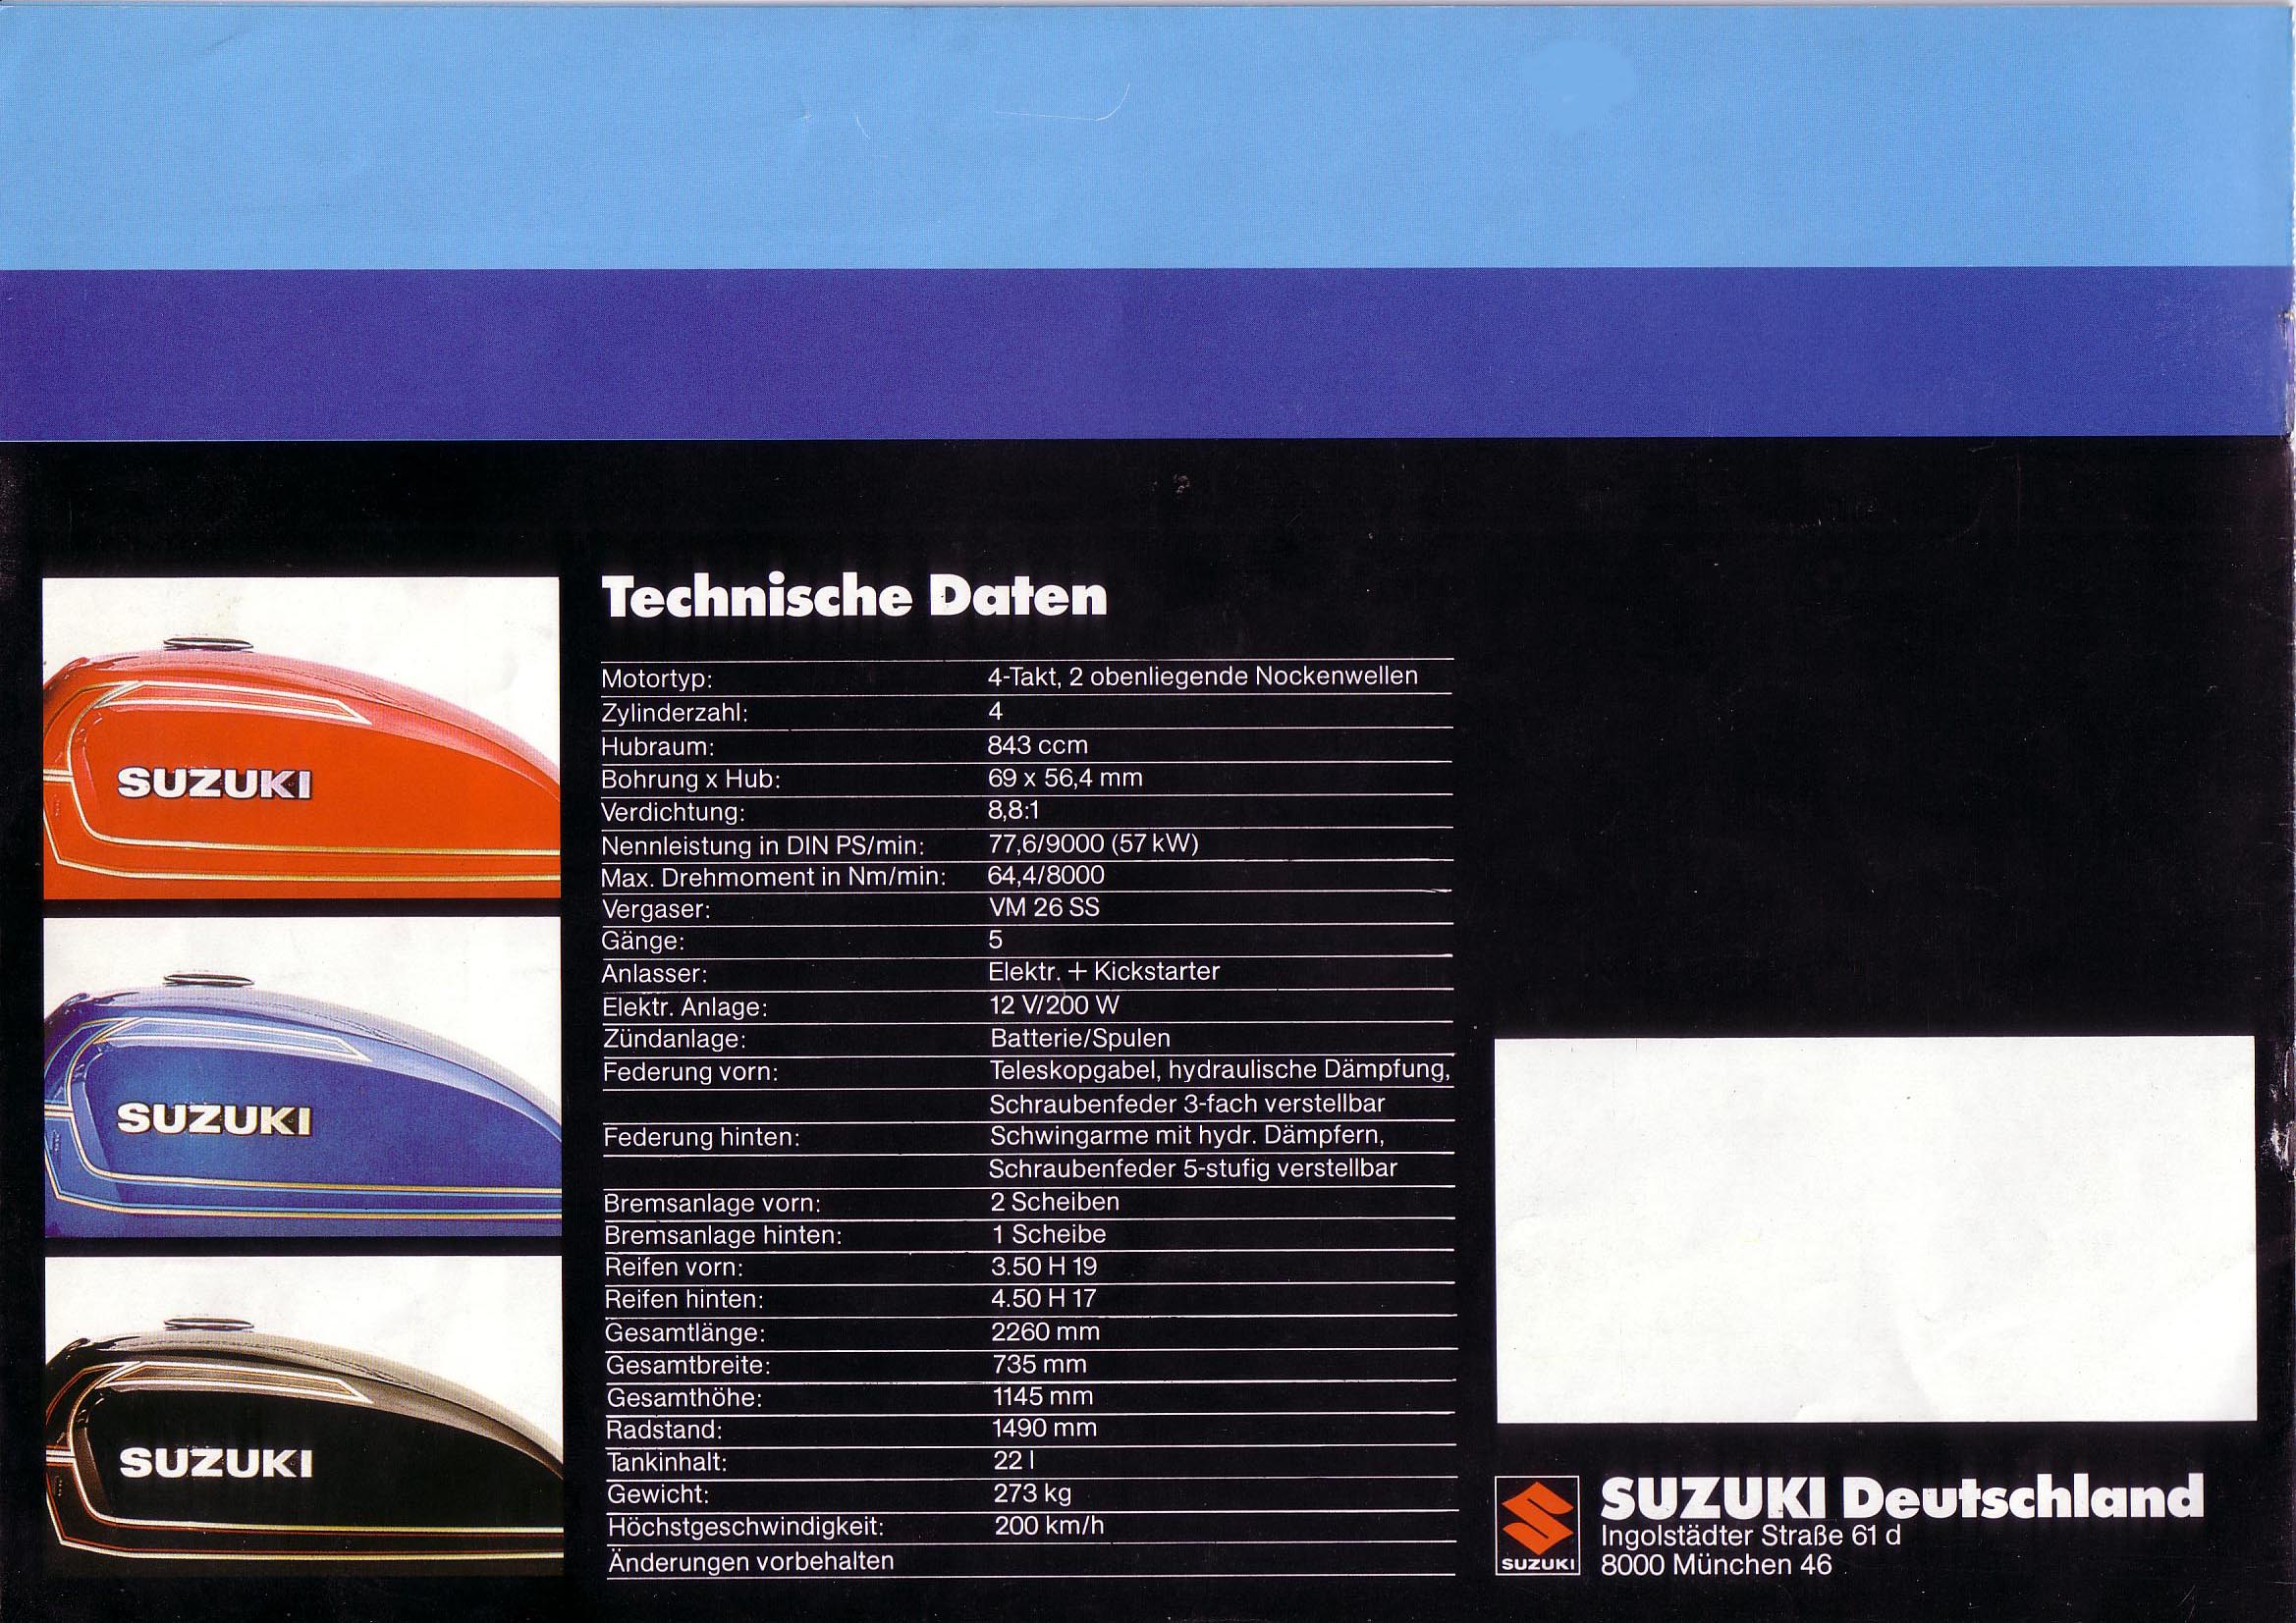 SUZUKI
SUZUKI
SUZUKI
Technische Daten
Motortyp: 4-Takt, 2 obenliegende Nockenwellen
Zylinderzahl: 4
Hubraum: 843 ccm
Bohrung x Hub: 69 x 56,4 mm
Verdichtung: 8,8:1
Nennleistung in DIN PS/min: 77,6/9000 (57 kW)
Max. Drehmoment in Nm/min: 64,4/8000
Vergaser: VM 26 SS
Gänge: 5
Anlasser: Elektr. + Kickstarter
Elektr. Anlage: 12 V/200 W
Zündanlage: Batterie/Spulen
Federung vorn: Teleskopgabel, hydraulische Dämpfung,
Schraubenfeder 3-fach verstellbar
Federung hinten: Schwingarme mit hydr. Dämpfern,
Schraubenfeder 5-stufig verstellbar
Bremsanlage vorn: 2 Scheiben
Bremsanlage hinten: 1 Scheibe
Reifen vorn: 3.50 H 19
Reifen hinten: 4.50 H 17
Gesamtlänge: 2260 mm
Gesamtbreite: 735 mm
Gesamthöhe: 1145 mm
Radstand: 1490 mm
Tankinhalt: 22 l
Gewicht: 273 kg
Höchstgeschwindigkeit: 200 km/h
Änderungen vorbehalten
SUZUKI
SUZUKI Deutschland
Ingolstädter Straße 61 d
8000 München 46